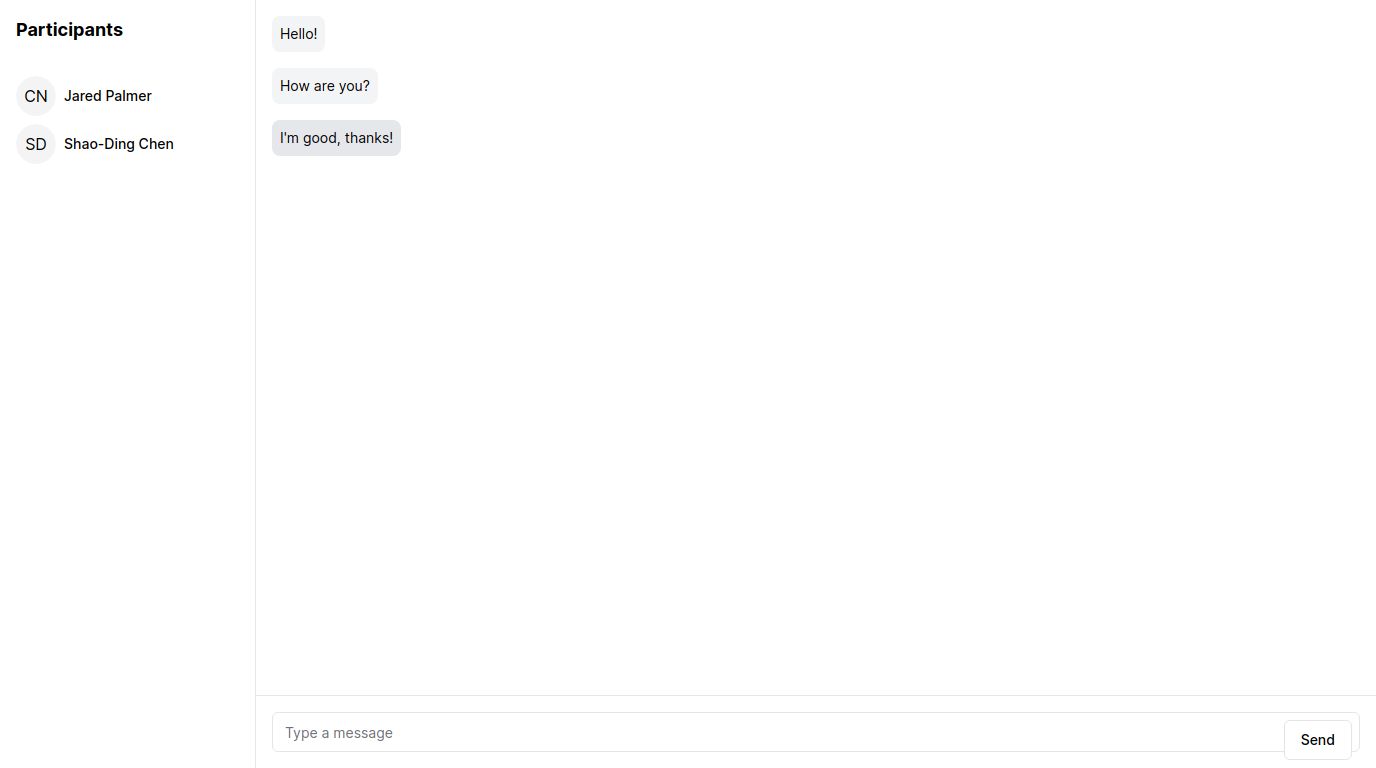 Participants
CN Jared Palmer
SD Shao-Ding Chen
Hello!
How are you?
I'm good, thanks!
Type a message
Send